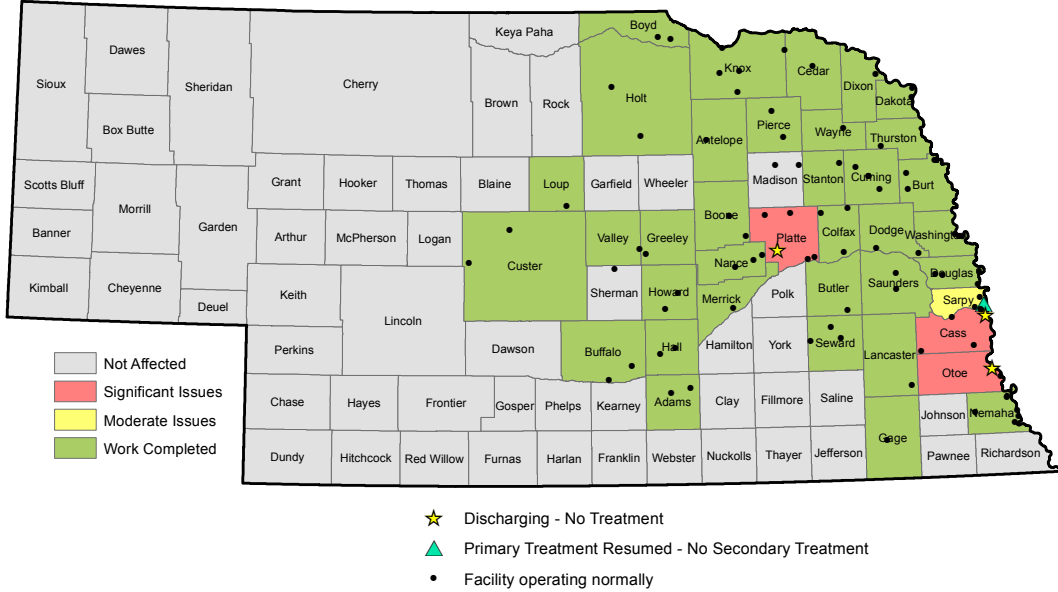 Boyd
Keya Paha
Dawes
Sioux
Sheridan
Cherry
Knox
Cedar
Dixon
Brown
Rock
Holt
Dakota
Box Butte
Pierce
Wayne
Antelope
Thurston
Scotts Bluff
Grant
Hooker
Thomas
Blaine
Loup
Garfield
Wheeler
Madison
Stanton
Cuming
Burt
Morrill
Banner
Garden
Arthur
McPherson
Logan
Custer
Valley
Greeley
Boone
Platte
Colfax
Dodge
Washington
Kimball
Cheyenne
Deuel
Keith
Lincoln
Sherman
Howard
Nance
Merrick
Polk
Butler
Saunders
Douglas
Sarpy
Perkins
Dawson
Buffalo
Hall
Hamilton
York
Seward
Lancaster
Cass
Otoe
Not Affected
Significant Issues
Moderate Issues
Work Completed
Chase
Hayes
Frontier
Gosper
Phelps
Kearney
Adams
Clay
Fillmore
Saline
Johnson
Nemaha
Gage
Dundy
Hitchcock
Red Willow
Furnas
Harlan
Franklin
Webster
Nuckolls
Thayer
Jefferson
Pawnee
Richardson
Discharging - No Treatment
Primary Treatment Resumed - No Secondary Treatment
Facility operating normally